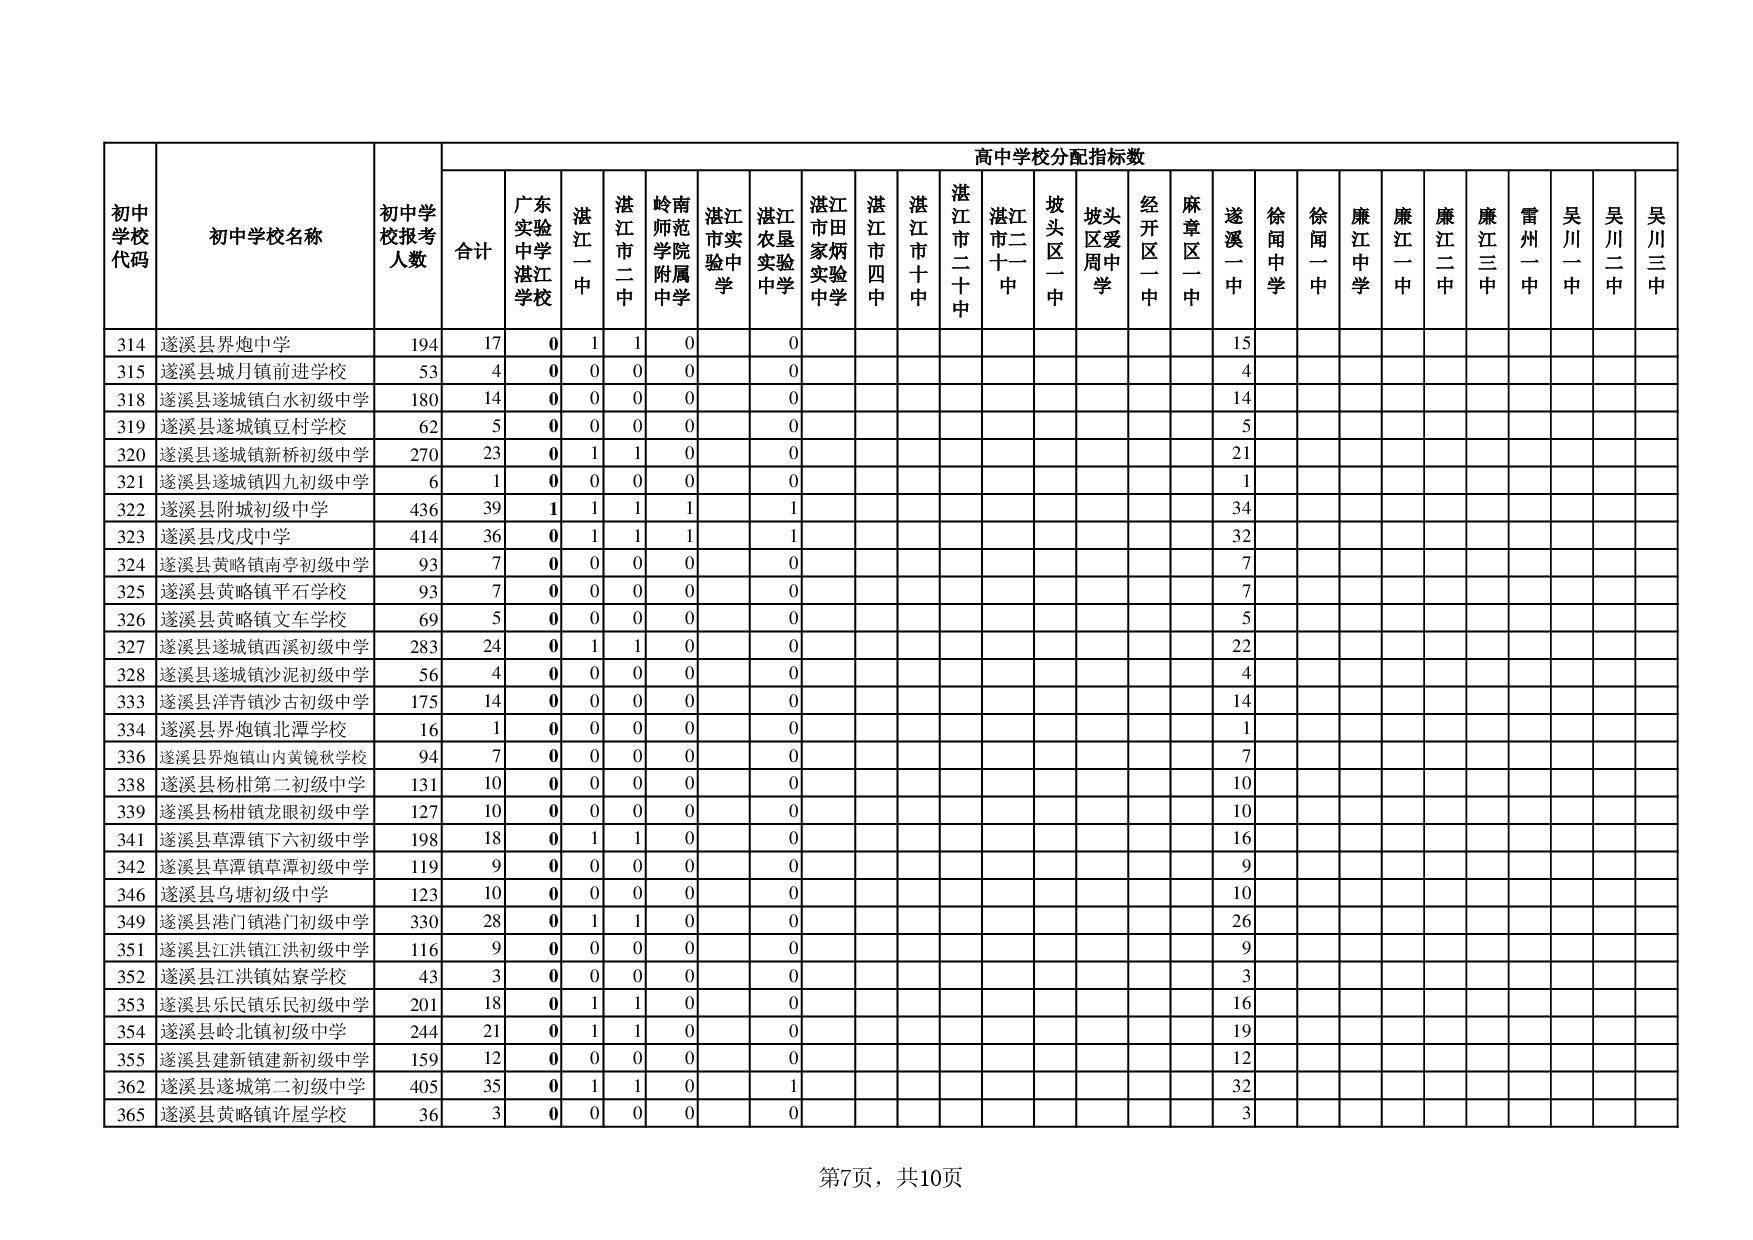 高中学校分配指标数
初中学校代码 初中学校名称 初中学校报考人数 合计 广东实验中学湛江学校 湛江一中 湛江市二中 岭南师范学院附属中学 湛江市实验中学 湛江农垦实验中学 湛江市田家炳实验中学 湛江市四中 湛江市十中 湛江市二十中 湛江市二十一中 坡头区一中 坡头区爱周中学 经开区一中 麻章区一中 遂溪一中 徐闻中学 徐闻一中 廉江中学 廉江一中 廉江二中 廉江三中 雷州一中 吴川一中 吴川二中 吴川三中
314 遂溪县界炮中学 194 17 0 1 1 0 0 15
315 遂溪县城月镇前进学校 53 4 0 0 0 0 0 4
318 遂溪县遂城镇白水初级中学 180 14 0 0 0 0 0 14
319 遂溪县遂城镇豆村学校 62 5 0 0 0 0 0 5
320 遂溪县遂城镇新桥初级中学 270 23 0 1 1 0 0 21
321 遂溪县遂城镇四九初级中学 6 1 0 0 0 0 0 1
322 遂溪县附城初级中学 436 39 1 1 1 1 1 34
323 遂溪县戊戌中学 414 36 0 1 1 1 1 32
324 遂溪县黄略镇南亭初级中学 93 7 0 0 0 0 0 7
325 遂溪县黄略镇平石学校 93 7 0 0 0 0 0 7
326 遂溪县黄略镇文车学校 69 5 0 0 0 0 0 5
327 遂溪县遂城镇西溪初级中学 283 24 0 1 1 0 0 22
328 遂溪县遂城镇沙泥初级中学 56 4 0 0 0 0 0 4
333 遂溪县洋青镇沙古初级中学 175 14 0 0 0 0 0 14
334 遂溪县界炮镇北潭学校 16 1 0 0 0 0 0 1
336 遂溪县界炮镇山内黄镜秋学校 94 7 0 0 0 0 0 7
338 遂溪县杨柑第二初级中学 131 10 0 0 0 0 0 10
339 遂溪县杨柑镇龙眼初级中学 127 10 0 0 0 0 0 10
341 遂溪县草潭镇下六初级中学 198 18 0 1 1 0 0 16
342 遂溪县草潭镇草潭初级中学 119 9 0 0 0 0 0 9
346 遂溪县乌塘初级中学 123 10 0 0 0 0 0 10
349 遂溪县港门镇港门初级中学 330 28 0 1 1 0 0 26
351 遂溪县江洪镇江洪初级中学 116 9 0 0 0 0 0 9
352 遂溪县江洪镇姑寮学校 43 3 0 0 0 0 0 3
353 遂溪县乐民镇乐民初级中学 201 18 0 1 1 0 0 16
354 遂溪县岭北镇初级中学 244 21 0 1 1 0 0 19
355 遂溪县建新镇建新初级中学 159 12 0 0 0 0 0 12
362 遂溪县遂城第二初级中学 405 35 0 1 1 0 1 32
365 遂溪县黄略镇许屋学校 36 3 0 0 0 0 0 3
第7页，共10页